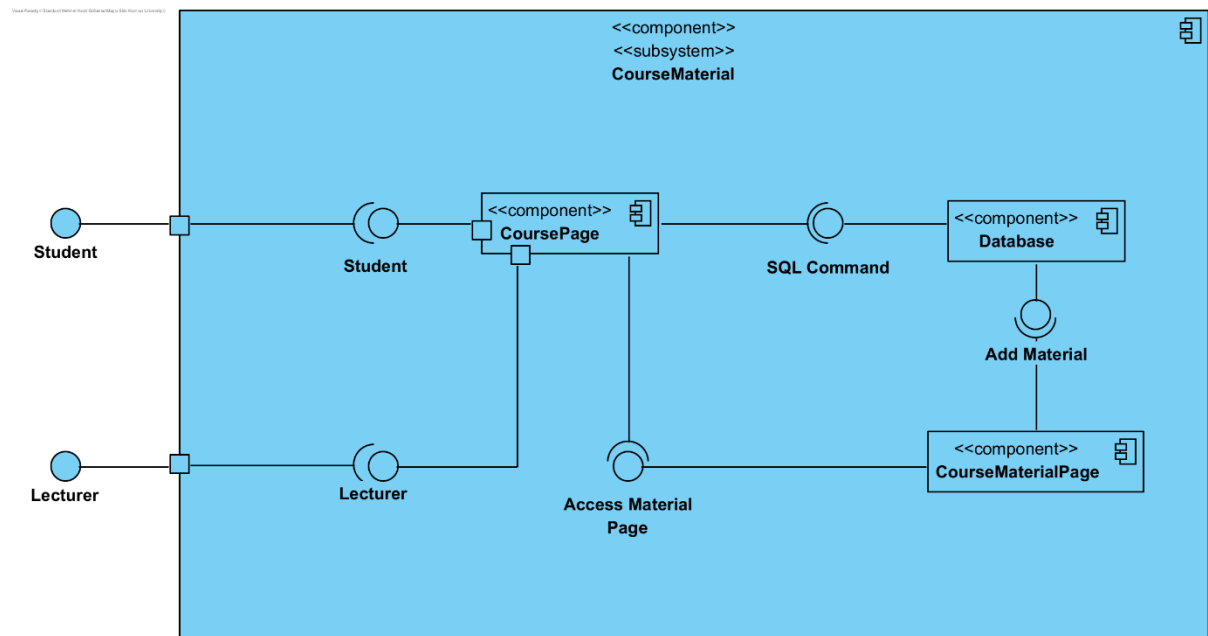 <<component>>
<<subsystem>>
CourseMaterial
<<component>>
CoursePage
<<component>>
Database
Student
Student
SQL Command
Add Material
<<component>>
CourseMaterialPage
Lecturer
Lecturer
Access Material
Page